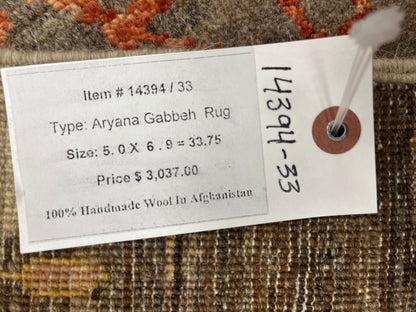 Item # 14394 / 33
Type: Aryana Gabbeh Rug
Size: 5.0 X 6.9 = 33.75
Price $ 3,037.00
100% Handmade Wool In Afghanistan
14394-33